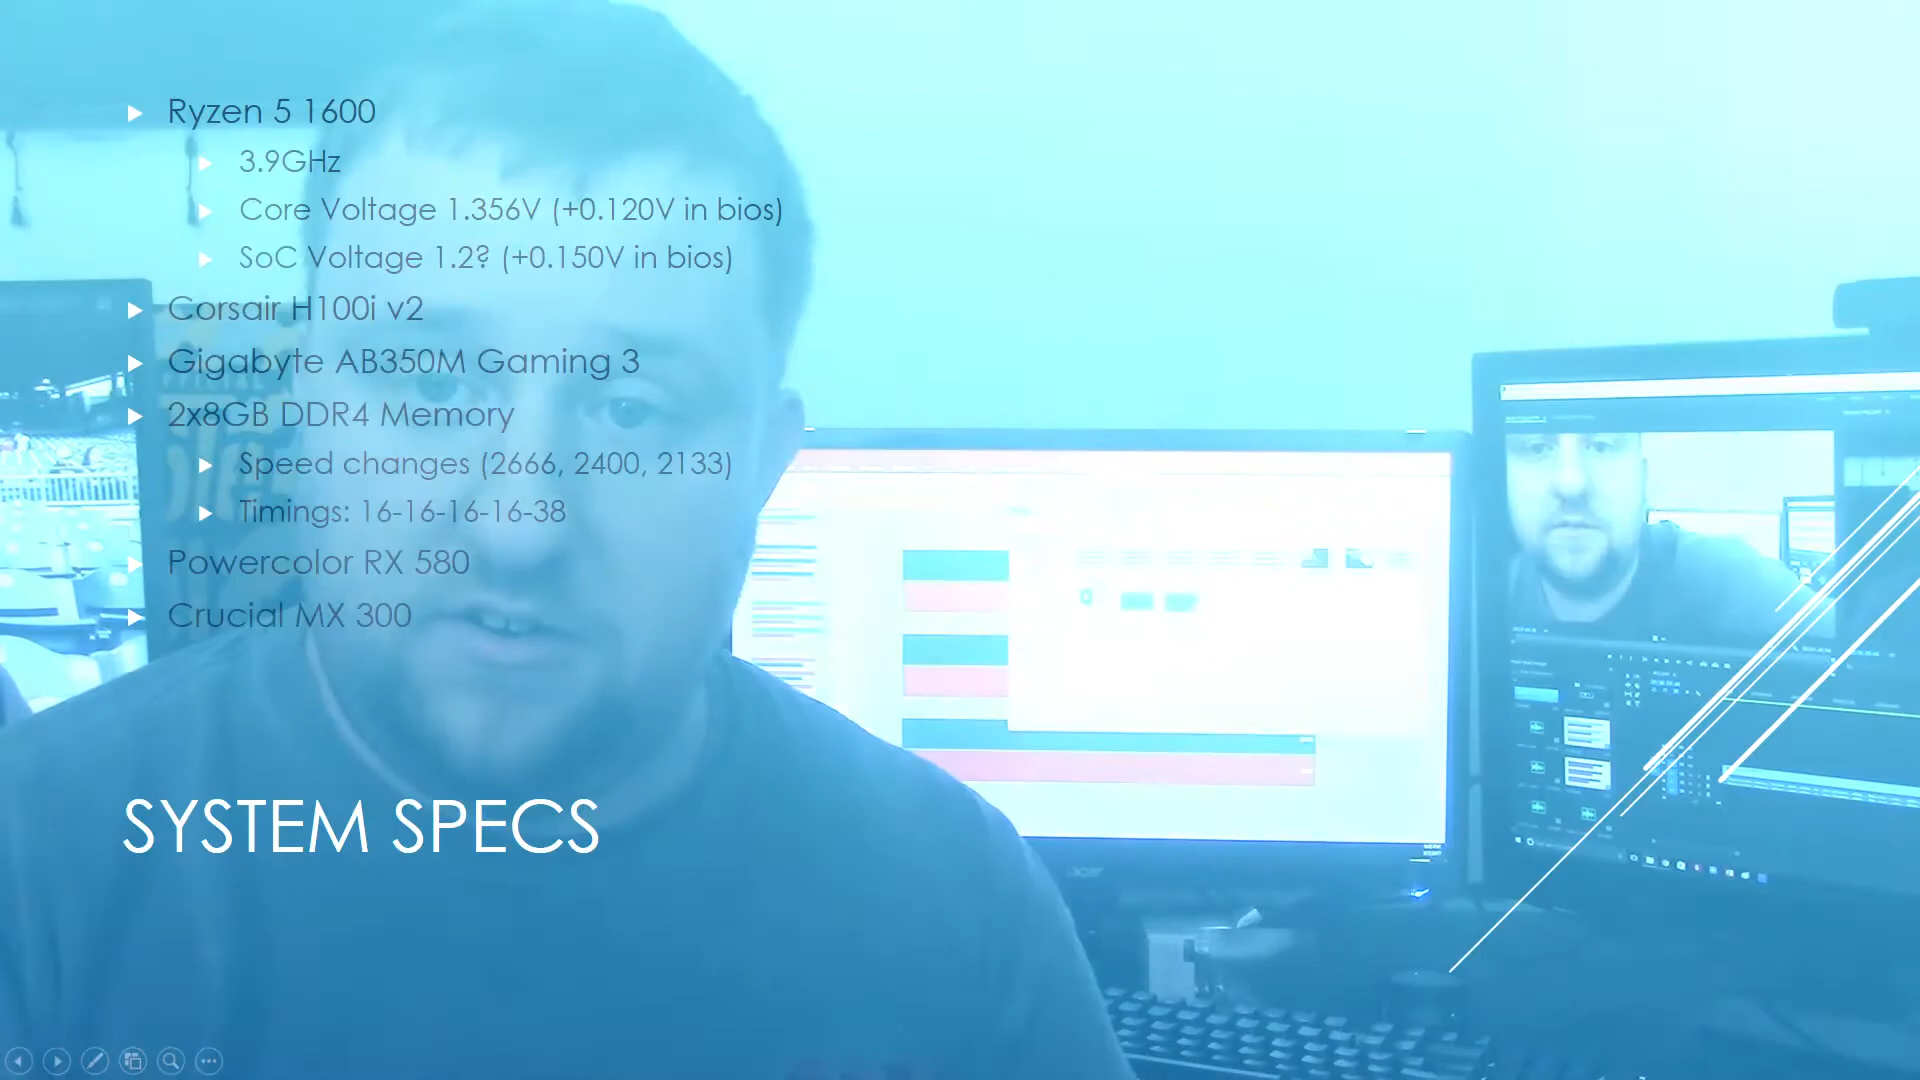 Ryzen 5 1600
3.9GHz
Core Voltage 1.356V (+0.120V in bios)
SoC Voltage 1.2? (+0.150V in bios)
Corsair H100i v2
Gigabyte AB350M Gaming 3
2x8GB DDR4 Memory
Speed changes (2666, 2400, 2133)
Timings: 16-16-16-16-38
Powercolor RX 580
Crucial MX 300
SYSTEM SPECS
acer